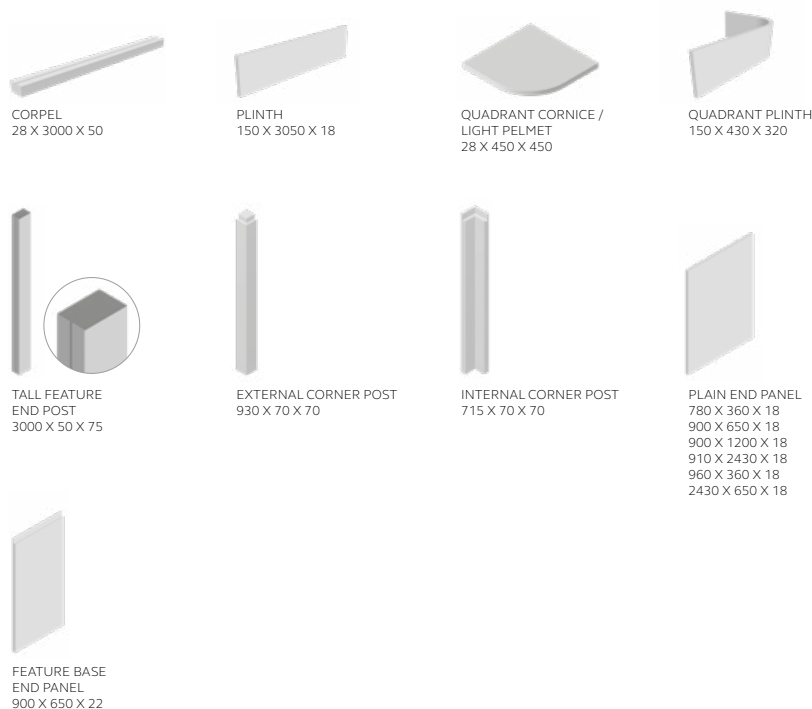 CORPEL
28 X 3000 X 50
PLINTH
150 X 3050 X 18
QUADRANT CORNICE /
LIGHT PELMET
28 X 450 X 450
QUADRANT PLINTH
150 X 430 X 320
TALL FEATURE
END POST
3000 X 50 X 75
EXTERNAL CORNER POST
930 X 70 X 70
INTERNAL CORNER POST
715 X 70 X 70
PLAIN END PANEL
780 X 360 X 18
900 X 650 X 18
900 X 1200 X 18
910 X 2430 X 18
960 X 360 X 18
2430 X 650 X 18
FEATURE BASE
END PANEL
900 X 650 X 22